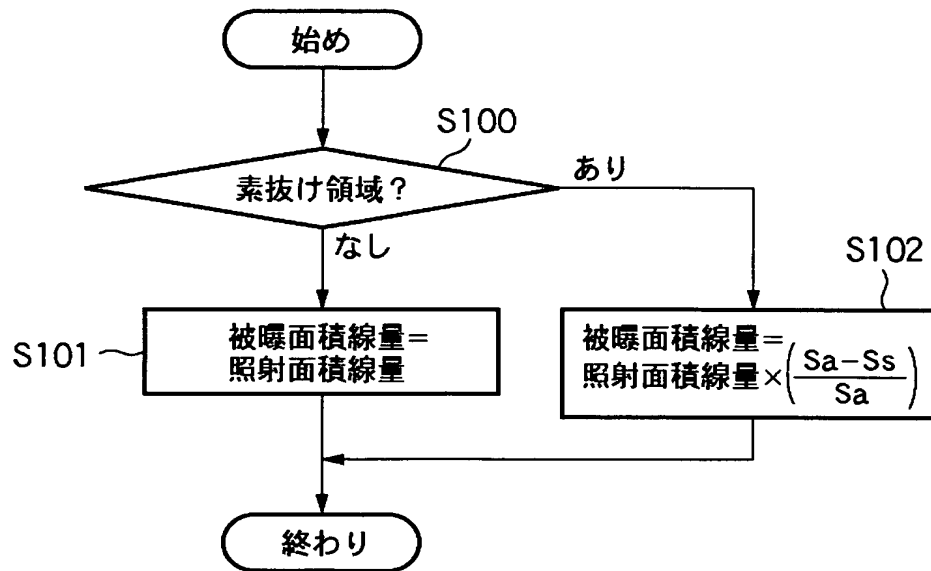 始め
S100
素抜け領域?
あり
なし
S102
S101
被曝面積線量=
照射面積線量
被曝面積線量=
照射面積線量×(Sa-Ss/Sa)
終わり